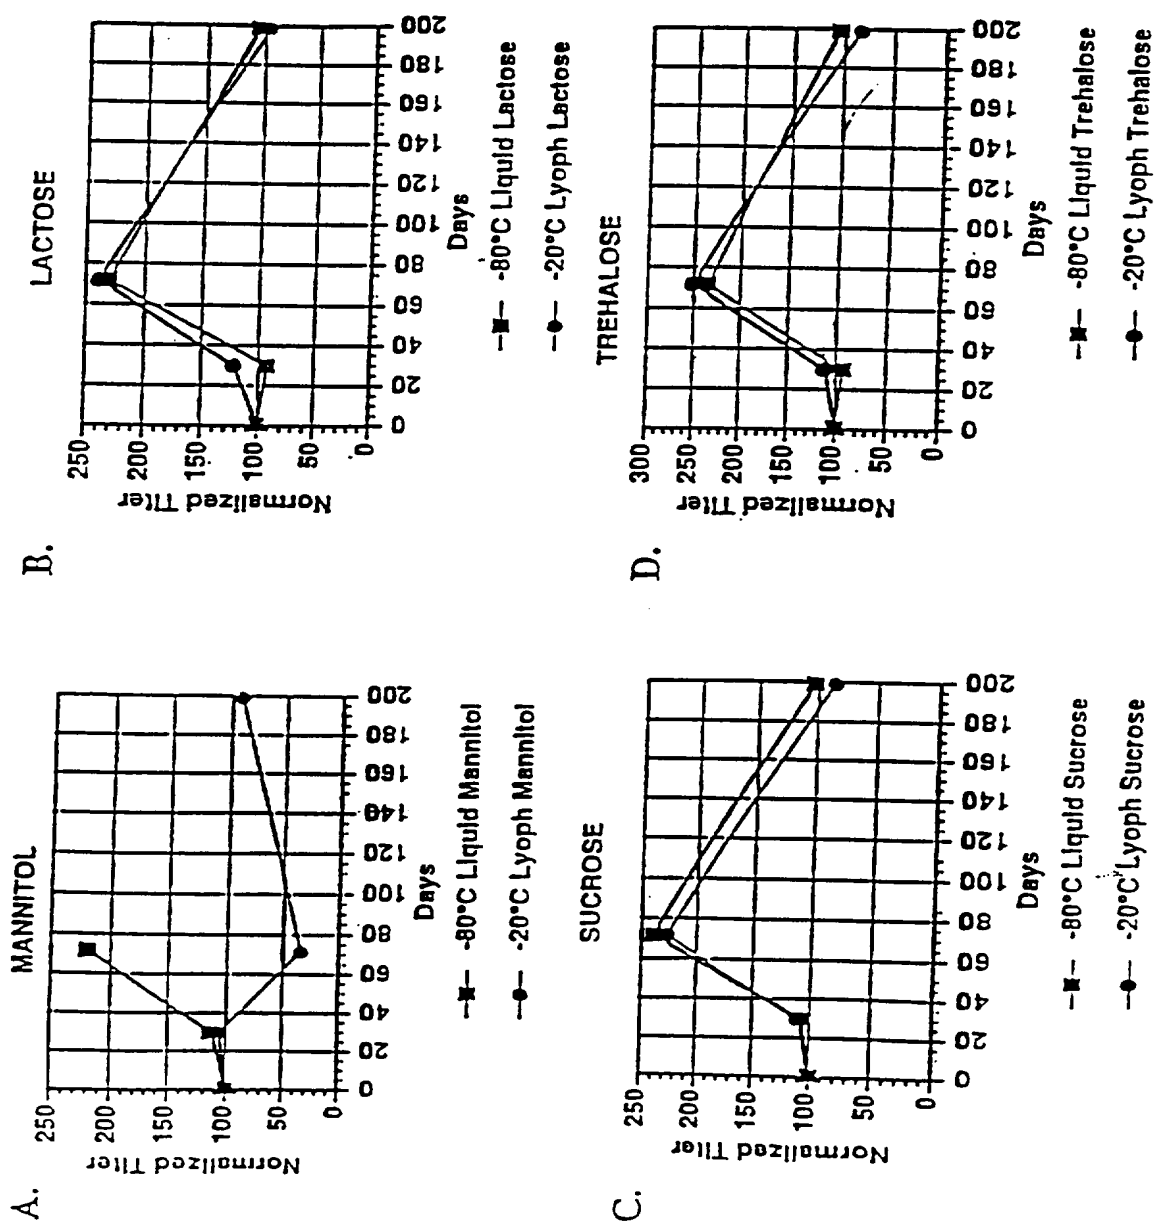 A.
MANNITOL
Normalized Titer
250
200
150
100
50
0
0
20
40
60
80
100
120
140
160
180
200
Days
-80°C Liquid Mannitol
-20°C Lyoph Mannitol
B.
LACTOSE
Normalized Titer
250
200
150
100
50
0
0
20
40
60
80
100
120
140
160
180
200
Days
-80°C Liquid Lactose
-20°C Lyoph Lactose
C.
SUCROSE
Normalized Titer
250
200
150
100
50
0
0
20
40
60
80
100
120
140
160
180
200
Days
-80°C Liquid Sucrose
-20°C Lyoph Sucrose
D.
TREHALOSE
Normalized Titer
300
250
200
150
100
50
0
0
20
40
60
80
100
120
140
160
180
200
Days
-80°C Liquid Trehalose
-20°C Lyoph Trehalose